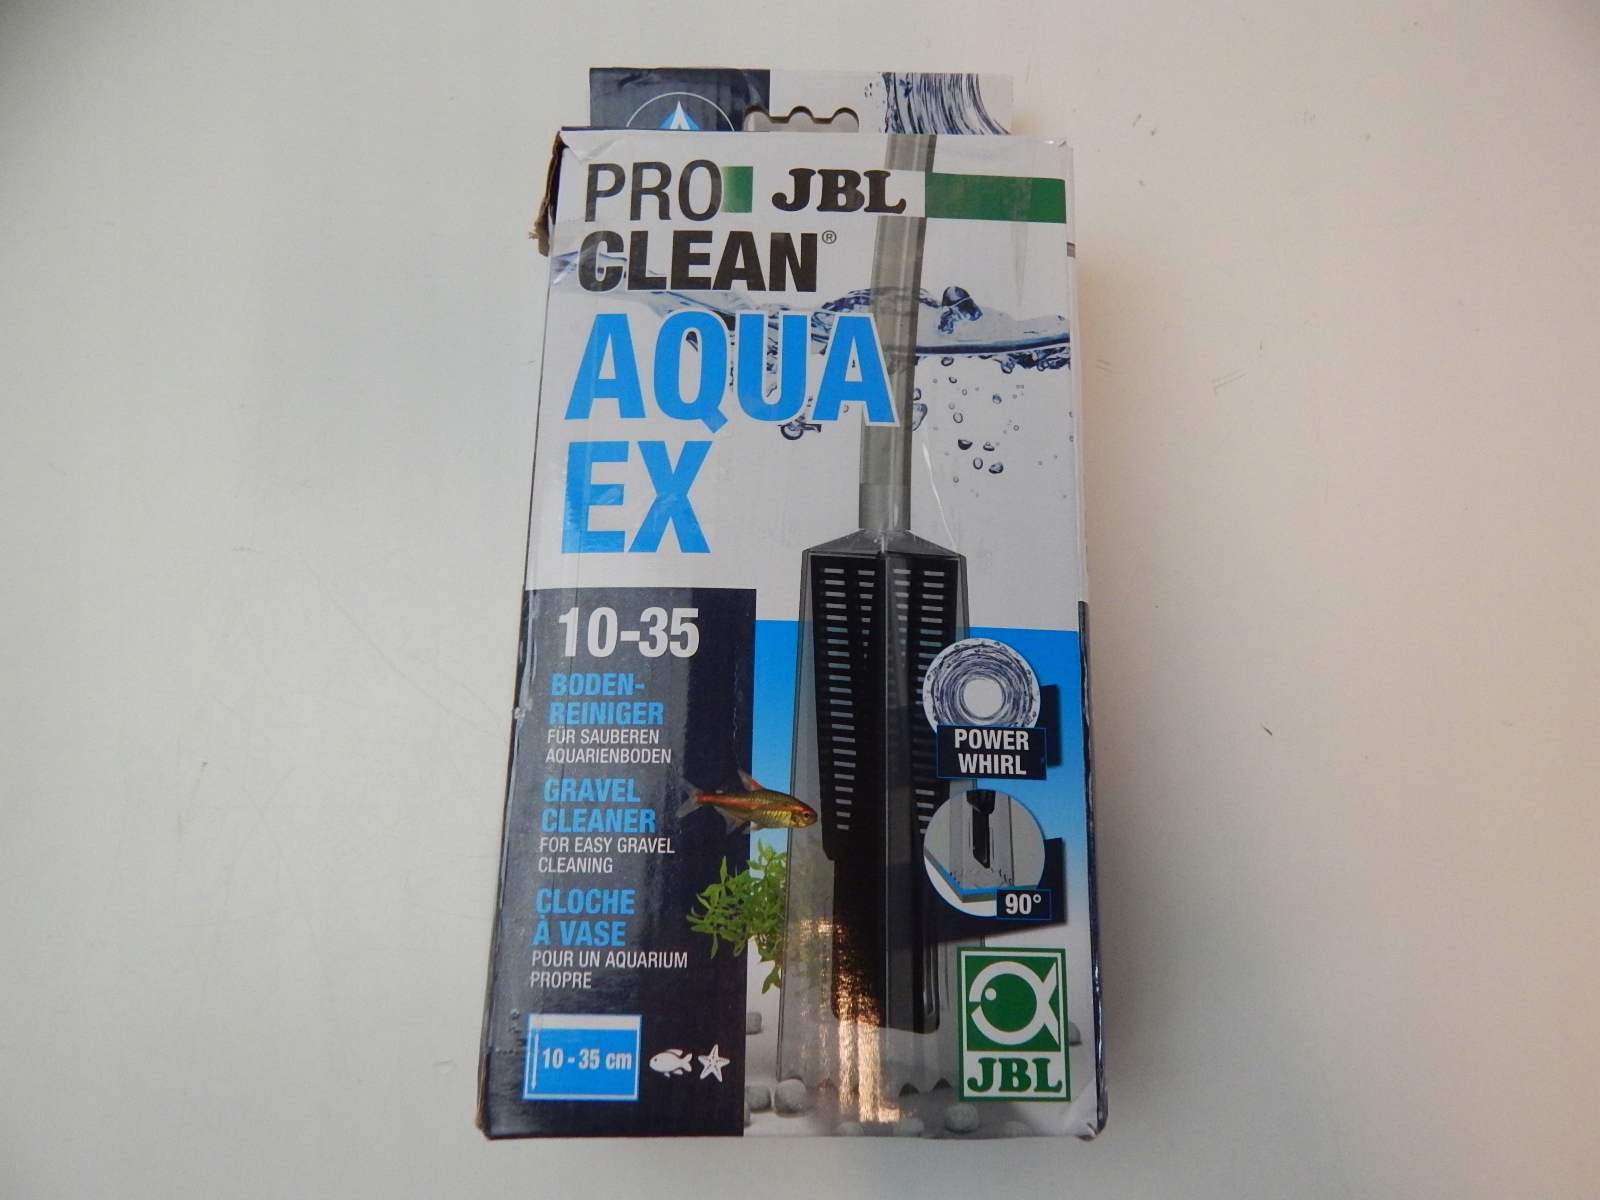 PRO JBL
CLEAN®
AQUA
EX
10-35
BODEN-
REINIGER
FÜR SAUBEREN
AQUARIENBODEN
GRAVEL
CLEANER
FOR EASY GRAVEL
CLEANING
CLOCHE
À VASE
POUR UN AQUARIUM
PROPRE
10 - 35 cm
POWER
WHIRL
90°
JBL